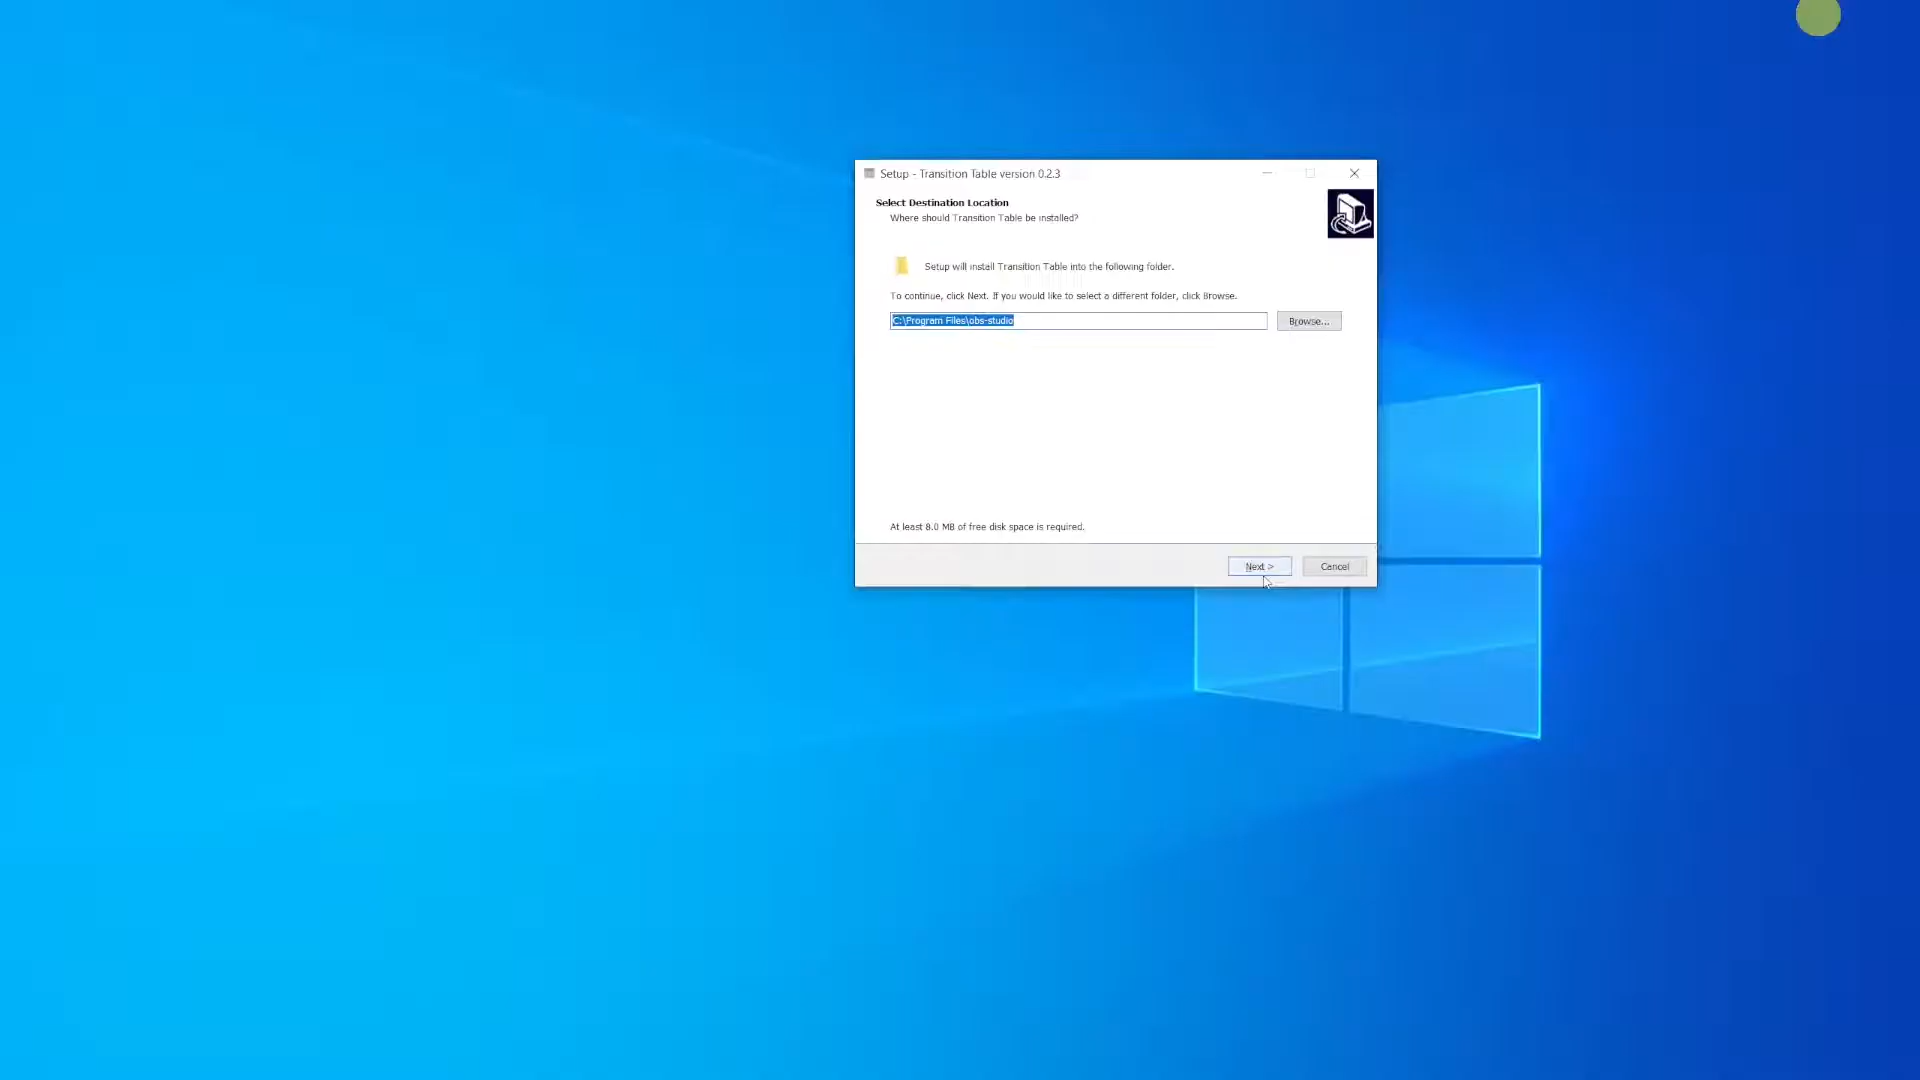 Setup - Transition Table version 0.2.3
Select Destination Location
Where should Transition Table be installed?
Setup will install Transition Table into the following folder.
To continue, click Next. If you would like to select a different folder, click Browse.
C:\Program Files\obs-studio
Browse...
At least 8.0 MB of free disk space is required.
Next >
Cancel